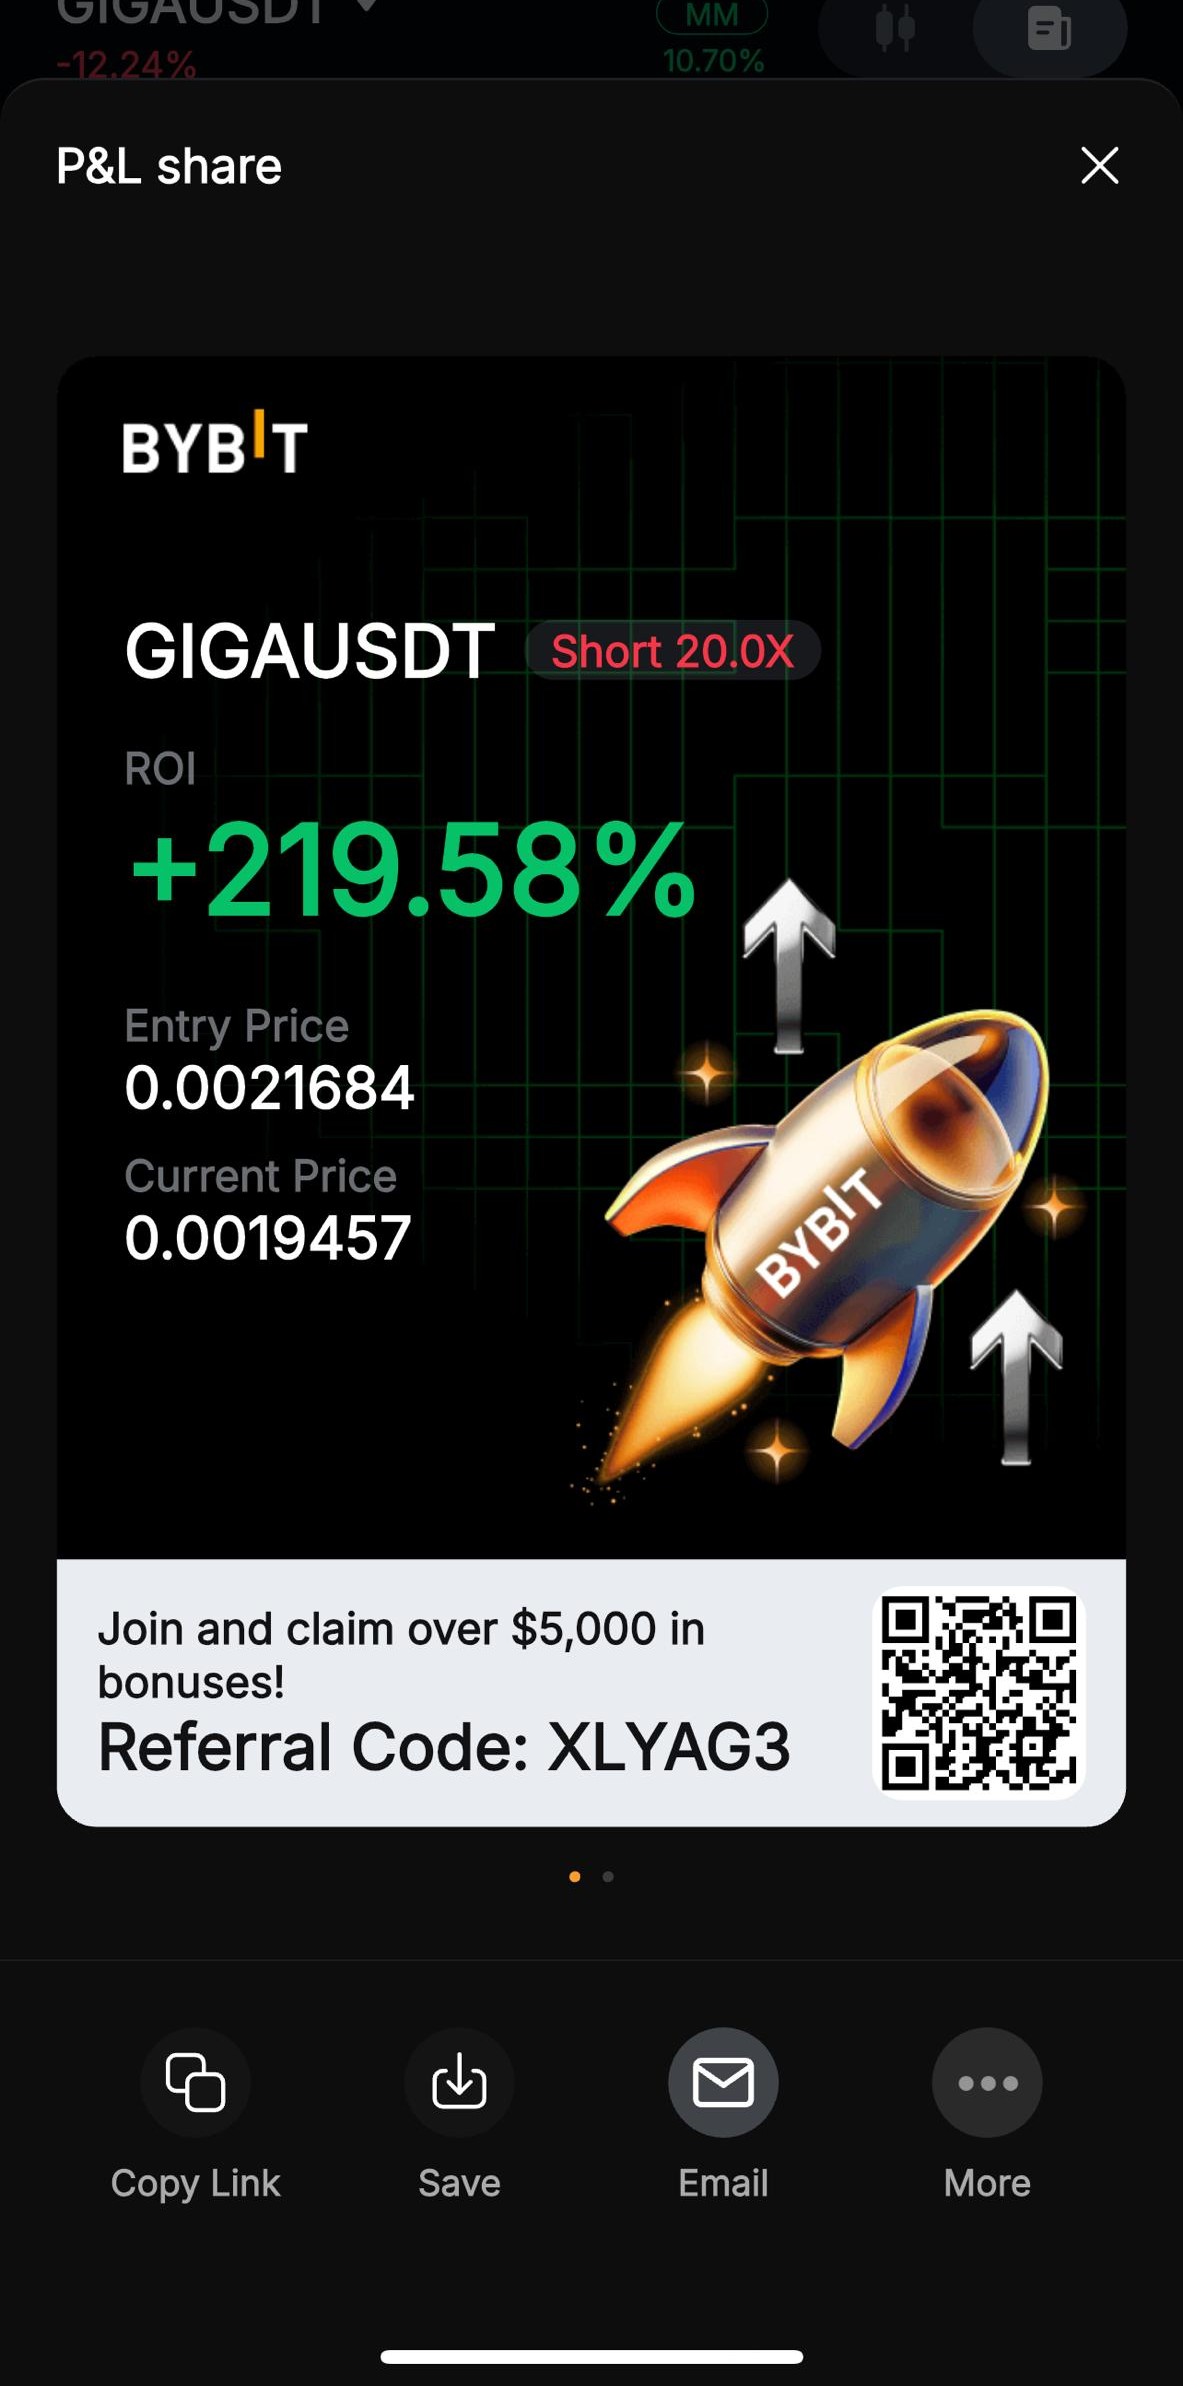 GIGAUSDT
MM
-12.24%
10.70%
P&L share
BYBIT
GIGAUSDT Short 20.0X
ROI
+219.58%
Entry Price
0.0021684
Current Price
0.0019457
BYBIT
Join and claim over $5,000 in
bonuses!
Referral Code: XLYAG3
Copy Link
Save
Email
More